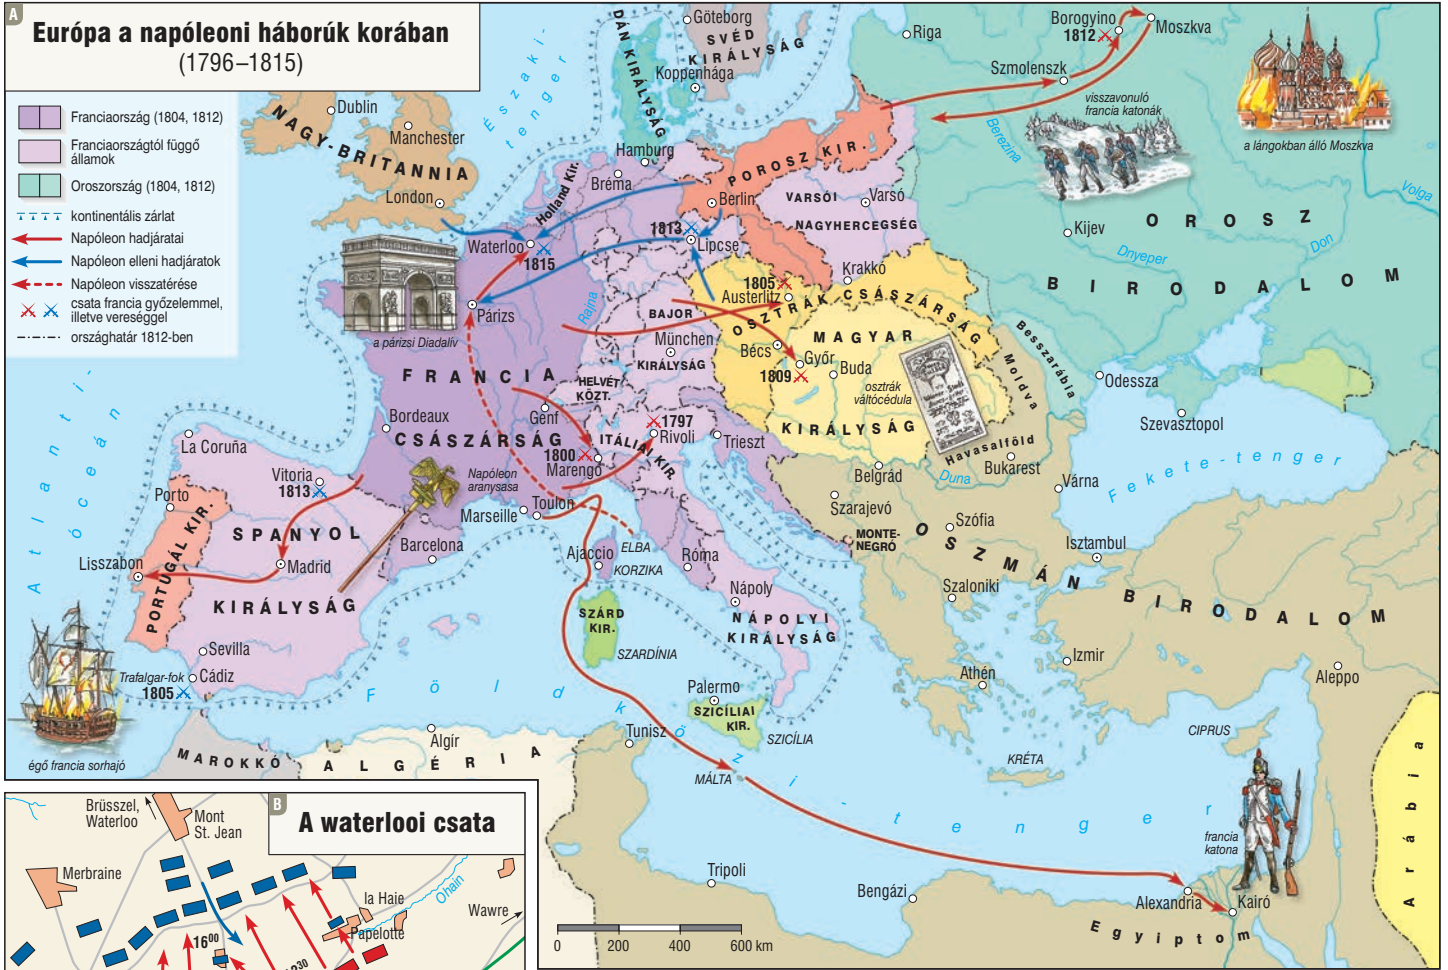 A
Európa a napóleoni háborúk korában
(1796–1815)
Franciaország (1804, 1812)
Franciaországtól függő
államok
Oroszország (1804, 1812)
kontinentális zárlat
Napóleon hadjáratai
Napóleon elleni hadjáratok
Napóleon visszatérése
csata francia győzelemmel,
illetve vereséggel
országhatár 1812-ben
Északi-
tenger
DÁN KIRÁLYSÁG
Göteborg
SVÉD
KIRÁLYSÁG
Koppenhága
Riga
Borogyino
1812
Moszkva
Szmolenszk
visszavonuló
francia katonák
a lángokban álló Moszkva
Berezina
Volga
Dublin
Manchester
NAGY-BRITANNIA
London
Hamburg
Bréma
Holland Kir.
POROSZ KIR.
Berlin
VARSÓI
NAGYHERCEGSÉG
Varsó
Kijev
Dnyeper
Don
OROSZ
BIRODALOM
Waterloo
1815
1813
Lipcse
Krakkó
1805
Austerlitz
OSZTRÁK CSÁSZÁRSÁG
Párizs
a párizsi Diadalív
Rajna
BAJOR
KIRÁLYSÁG
München
Bécs
Győr
1809
Buda
MAGYAR
KIRÁLYSÁG
osztrák
váltócédula
Besszarábia
Moldva
Havasalföld
Bukarest
Duna
Odessza
Szevasztopol
Fekete-tenger
Várna
FRANCIA
CSÁSZÁRSÁG
HELVÉT
KÖZT.
Genf
Bordeaux
1797
Rivoli
ITÁLIAI KIR.
1800
Marengo
Trieszt
Belgrád
Szarajevó
MONTE-
NEGRÓ
Szófia
Isztambul
Szaloniki
OSZMÁN BIRODALOM
Atlanti-
óceán
La Coruña
Vitoria
1813
Porto
SPANYOL
KIRÁLYSÁG
PORTUGÁL KIR.
Lisszabon
Madrid
Barcelona
Napóleon
aranysasa
Marseille
Toulon
Ajaccio
ELBA
KORZIKA
Róma
Nápoly
NÁPOLYI
KIRÁLYSÁG
SZÁRD
KIR.
SZARDÍNIA
Sevilla
Cádiz
Trafalgar-fok
1805
égő francia sorhajó
Földközi-tenger
Palermo
SZICÍLIAI
KIR.
SZICÍLIA
Athén
Izmir
Aleppo
KRÉTA
CIPRUS
MAROKKÓ
ALGÉRIA
Algír
Tunisz
MÁLTA
Tripoli
Bengázi
Alexandria
Kairó
Egyiptom
Arábia
francia
katona
0 200 400 600 km
B
A waterlooi csata
Brüsszel,
Waterloo
Mont
St. Jean
Merbraine
la Haie
Papelotte
Ohain
Wawre
16⁰⁰